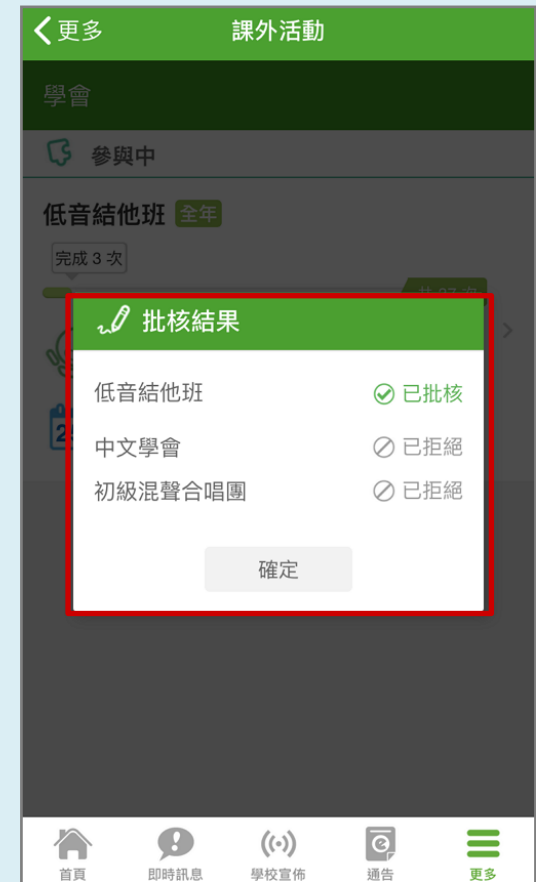 更多 課外活動
學會
參與中
低音結他班 全年
完成 3 次
共 27 次
批核結果
低音結他班 已批核
中文學會 已拒絕
初級混聲合唱團 已拒絕
確定
首頁 即時訊息 學校宣佈 通告 更多